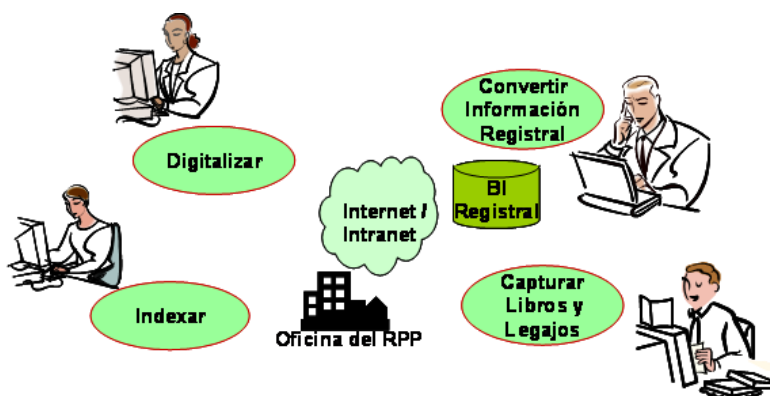 Convertir
Información
Registral
Digitalizar
BI
Registral
Internet /
Intranet
Capturar
Libros y
Legajos
Indexar
Oficina del RPP